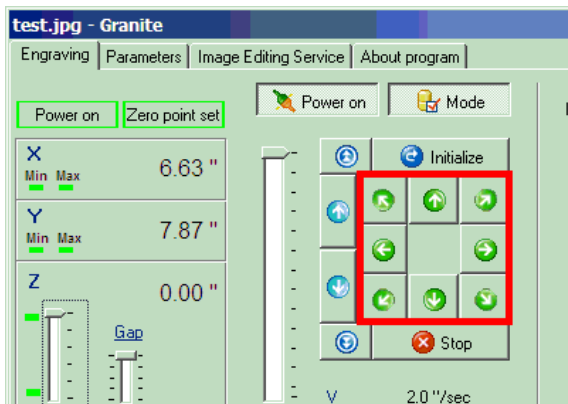 test.jpg - Granite
Engraving Parameters Image Editing Service About program
Power on Mode
Power on Zero point set
X 6.63 " Initialize
Min Max
Y 7.87 "
Min Max
Z 0.00 "
Gap
Stop
V 2.0 "/sec